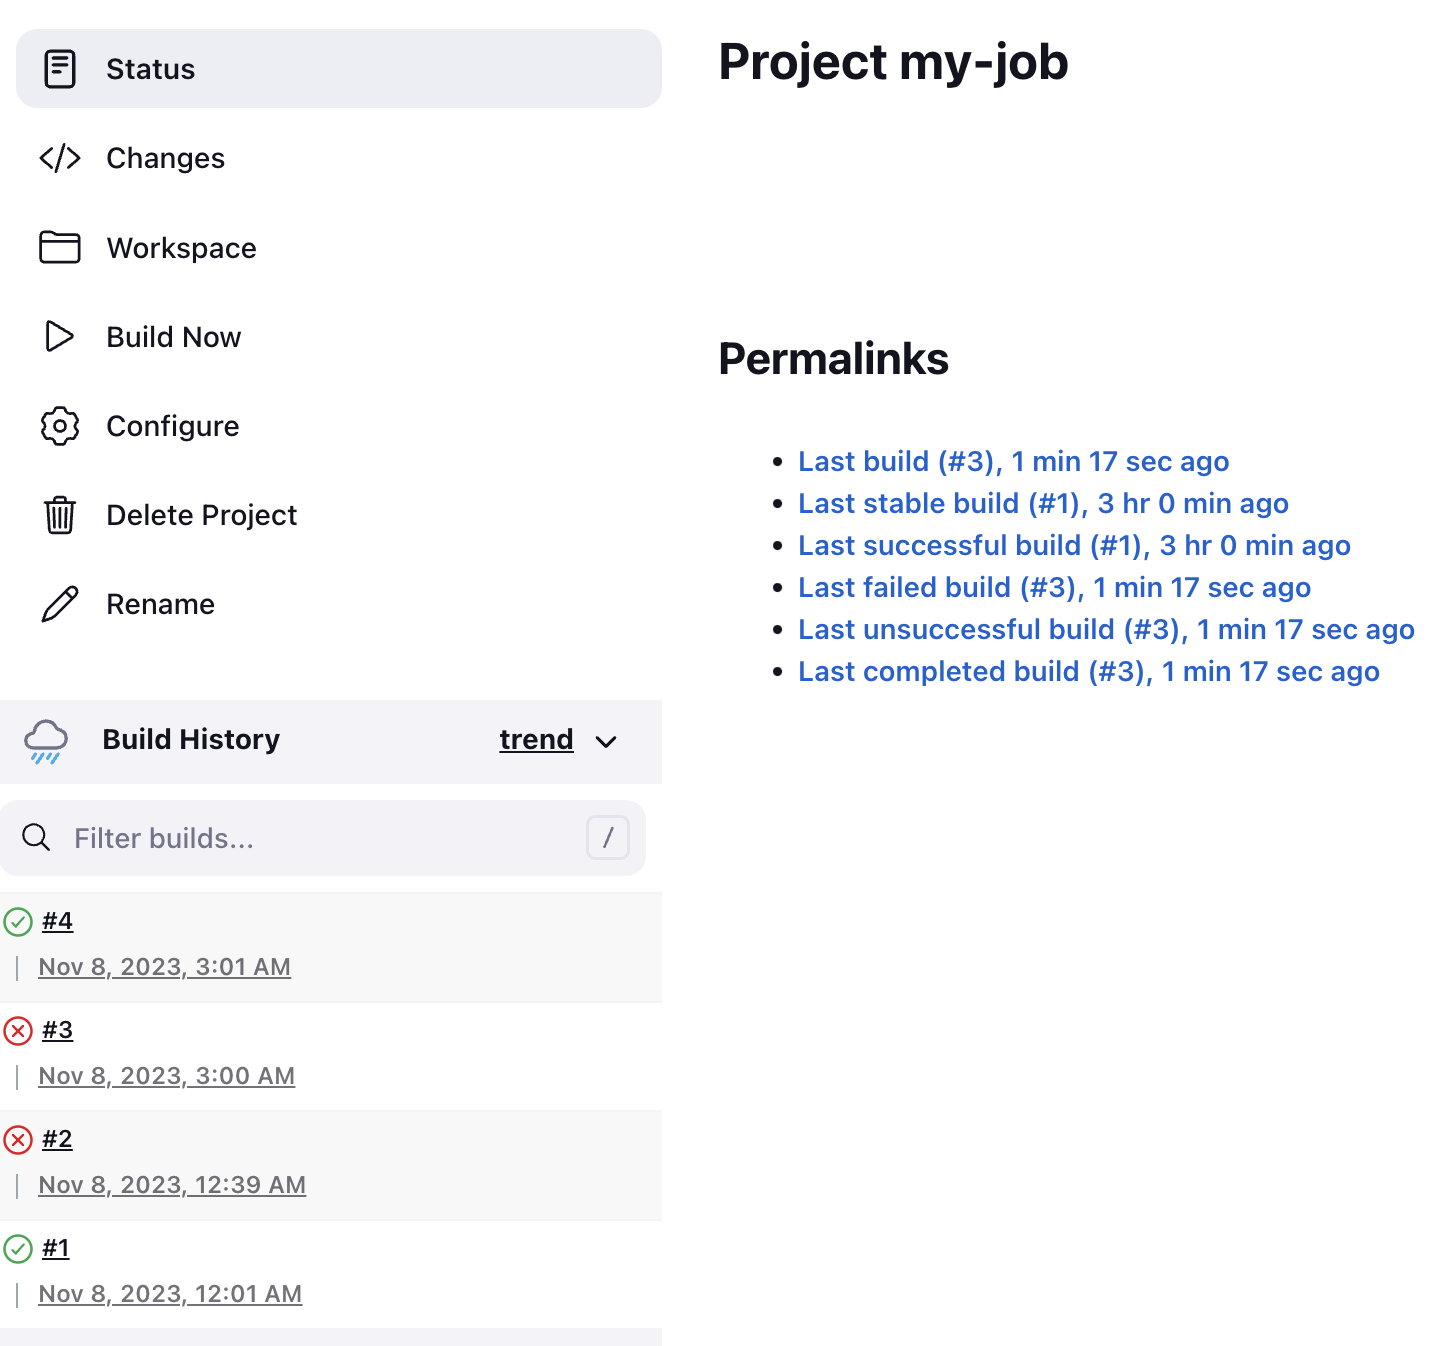 Status
Changes
Workspace
Build Now
Configure
Delete Project
Rename
Build History
trend
Filter builds...
/
#4
Nov 8, 2023, 3:01 AM
#3
Nov 8, 2023, 3:00 AM
#2
Nov 8, 2023, 12:39 AM
#1
Nov 8, 2023, 12:01 AM
Project my-job
Permalinks
Last build (#3), 1 min 17 sec ago
Last stable build (#1), 3 hr 0 min ago
Last successful build (#1), 3 hr 0 min ago
Last failed build (#3), 1 min 17 sec ago
Last unsuccessful build (#3), 1 min 17 sec ago
Last completed build (#3), 1 min 17 sec ago